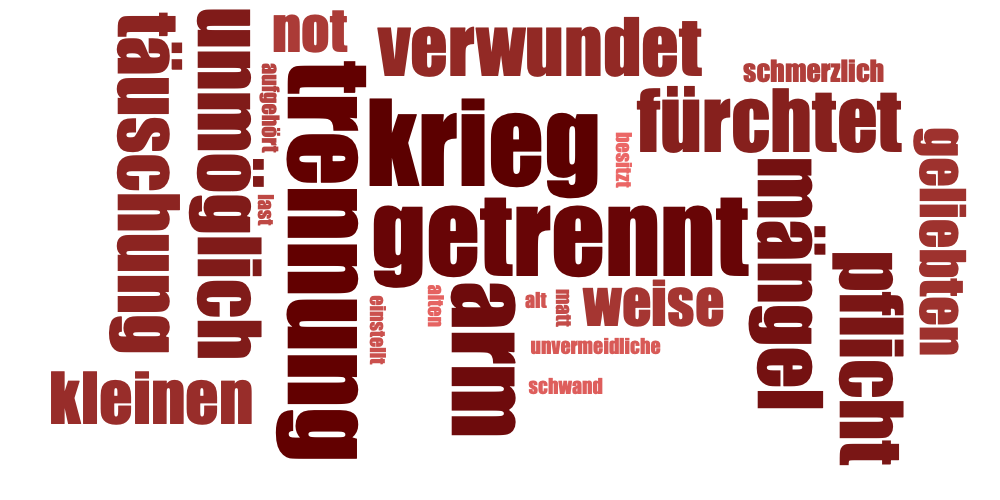 täuschung
unmöglich
not
aufgehört
last
trennung
verwundet
krieg
besitzt
fürchtet
schmerzlich
getrennt
mängel
geliebten
pflicht
einstellt
alten
arm
alt
matt
weise
unvermeidliche
schwand
kleinen